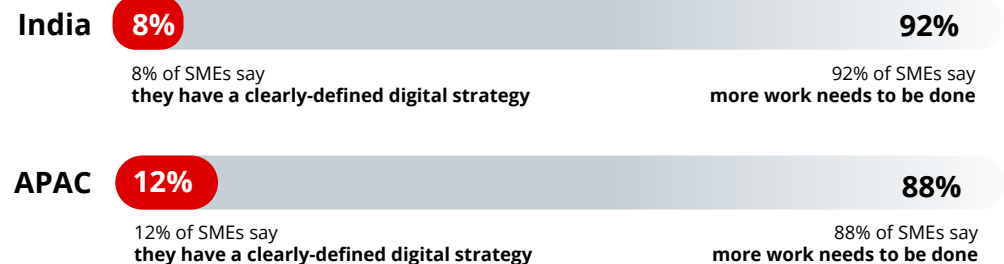 India 8% 92%
8% of SMEs say 92% of SMEs say
they have a clearly-defined digital strategy more work needs to be done
APAC 12% 88%
12% of SMEs say 88% of SMEs say
they have a clearly-defined digital strategy more work needs to be done